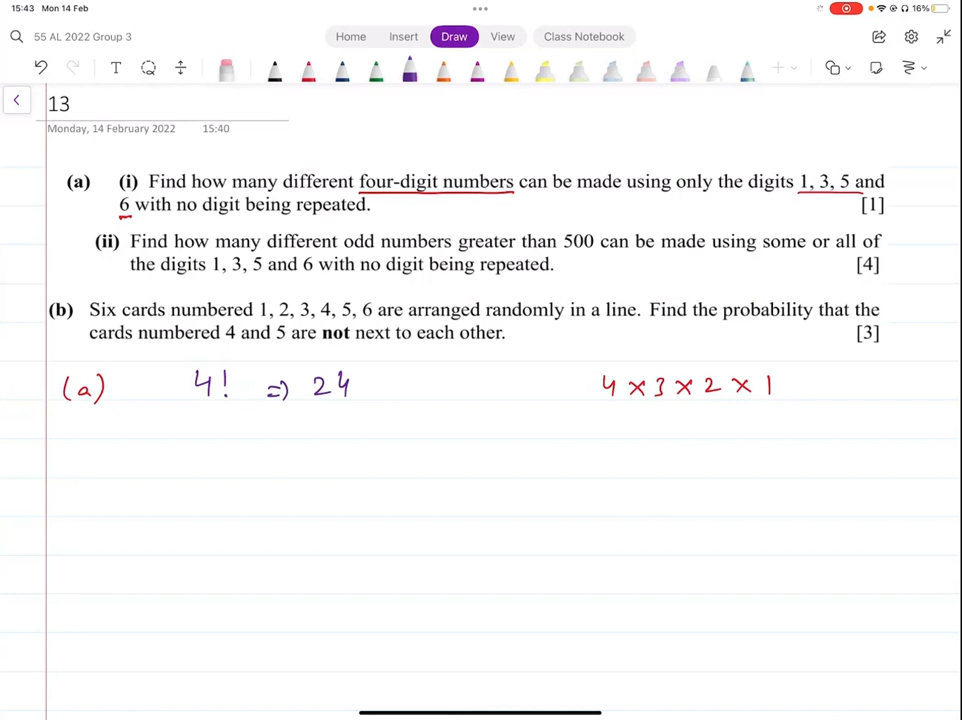 15:43 Mon 14 Feb
16%
55 AL 2022 Group 3
Home Insert Draw View Class Notebook
13
Monday, 14 February 2022 15:40
(a) (i) Find how many different four-digit numbers can be made using only the digits 1, 3, 5 and
6 with no digit being repeated. [1]
(ii) Find how many different odd numbers greater than 500 can be made using some or all of
the digits 1, 3, 5 and 6 with no digit being repeated. [4]
(b) Six cards numbered 1, 2, 3, 4, 5, 6 are arranged randomly in a line. Find the probability that the
cards numbered 4 and 5 are not next to each other. [3]
(a) 4! => 24 4 × 3 × 2 × 1